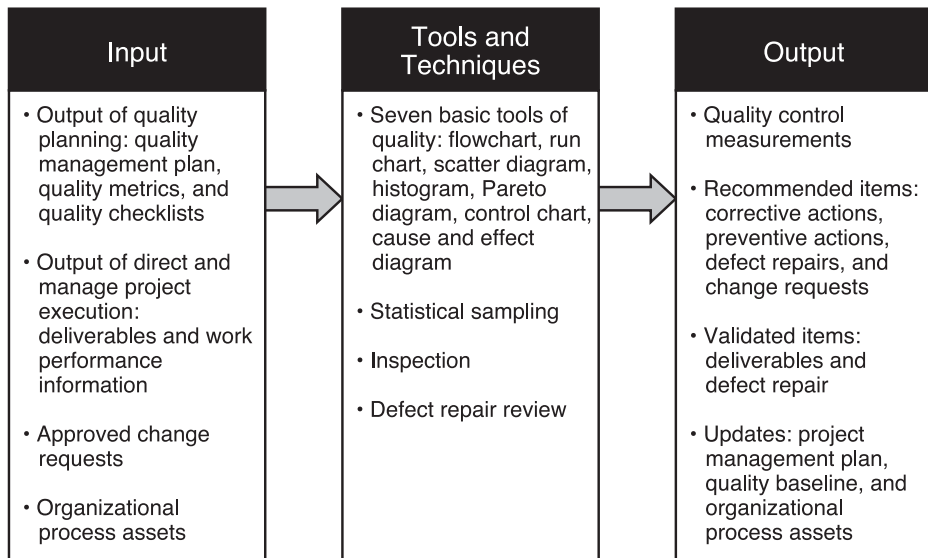 Input
• Output of quality
planning: quality
management plan,
quality metrics, and
quality checklists
• Output of direct and
manage project
execution:
deliverables and work
performance
information
• Approved change
requests
• Organizational
process assets
Tools and
Techniques
• Seven basic tools of
quality: flowchart, run
chart, scatter diagram,
histogram, Pareto
diagram, control chart,
cause and effect
diagram
• Statistical sampling
• Inspection
• Defect repair review
Output
• Quality control
measurements
• Recommended items:
corrective actions,
preventive actions,
defect repairs, and
change requests
• Validated items:
deliverables and
defect repair
• Updates: project
management plan,
quality baseline, and
organizational
process assets